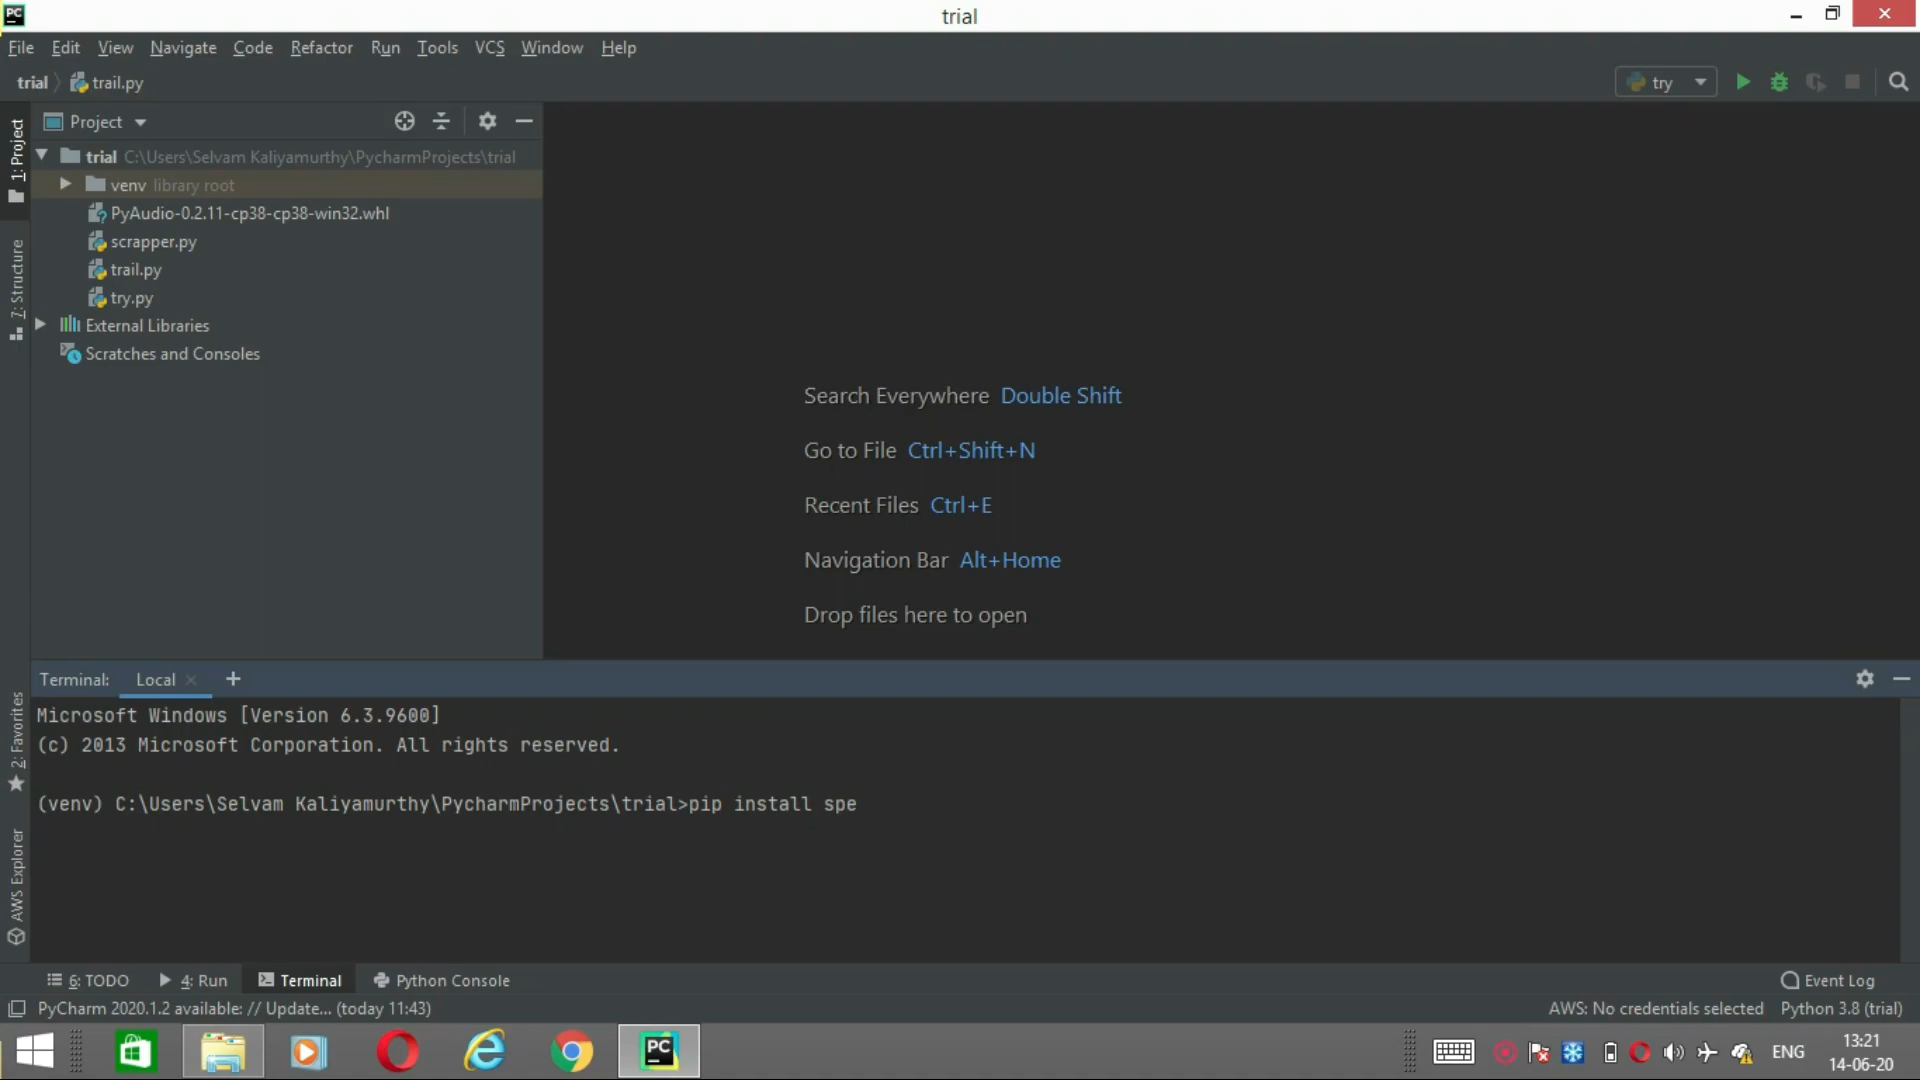 PC
trial
File Edit View Navigate Code Refactor Run Tools VCS Window Help
trial trail.py
try
1: Project
7: Structure
2: Favorites
AWS Explorer
Project
trial C:\Users\Selvam Kaliyamurthy\PycharmProjects\trial
venv library root
PyAudio-0.2.11-cp38-cp38-win32.whl
scrapper.py
trail.py
try.py
External Libraries
Scratches and Consoles
Search Everywhere Double Shift
Go to File Ctrl+Shift+N
Recent Files Ctrl+E
Navigation Bar Alt+Home
Drop files here to open
Terminal: Local
Microsoft Windows [Version 6.3.9600]
(c) 2013 Microsoft Corporation. All rights reserved.
(venv) C:\Users\Selvam Kaliyamurthy\PycharmProjects\trial>pip install spe
6: TODO 4: Run Terminal Python Console Event Log
PyCharm 2020.1.2 available: // Update... (today 11:43) AWS: No credentials selected Python 3.8 (trial)
PC
ENG
13:21
14-06-20